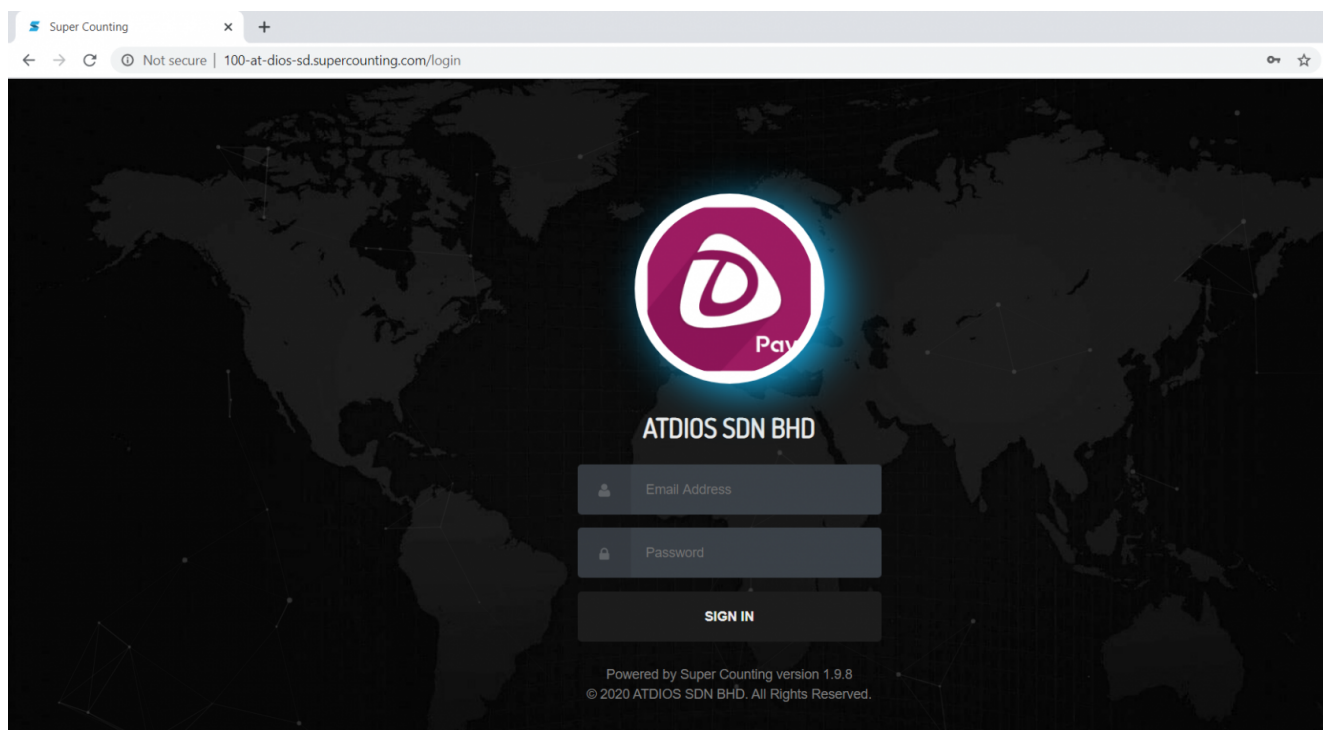 Super Counting
Not secure | 100-at-dios-sd.supercounting.com/login
Pay
ATDIOS SDN BHD
Email Address
Password
SIGN IN
Powered by Super Counting version 1.9.8
© 2020 ATDIOS SDN BHD. All Rights Reserved.